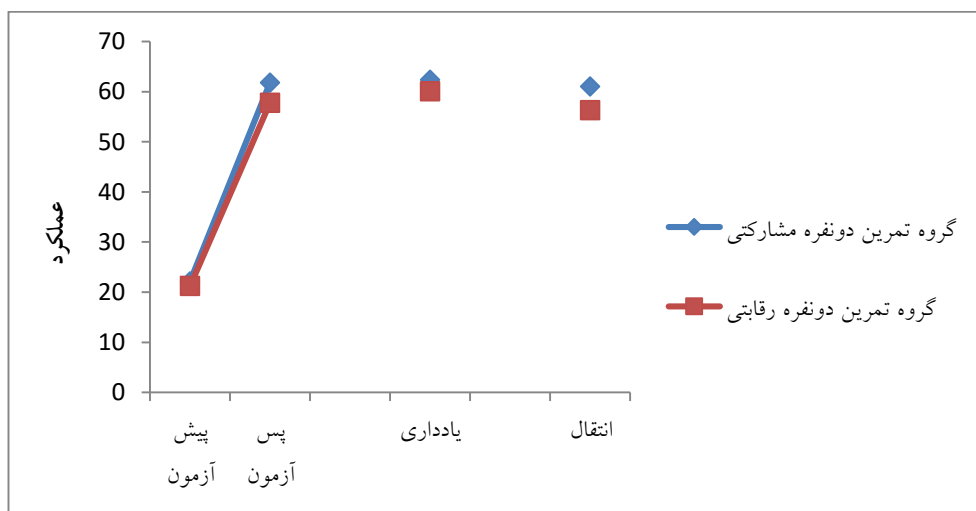 70
60
50
40
30
20
10
0
عملکرد
پیش
آزمون
پس
آزمون
یادداری
انتقال
گروه تمرین دونفره مشارکتی
گروه تمرین دونفره رقابتی